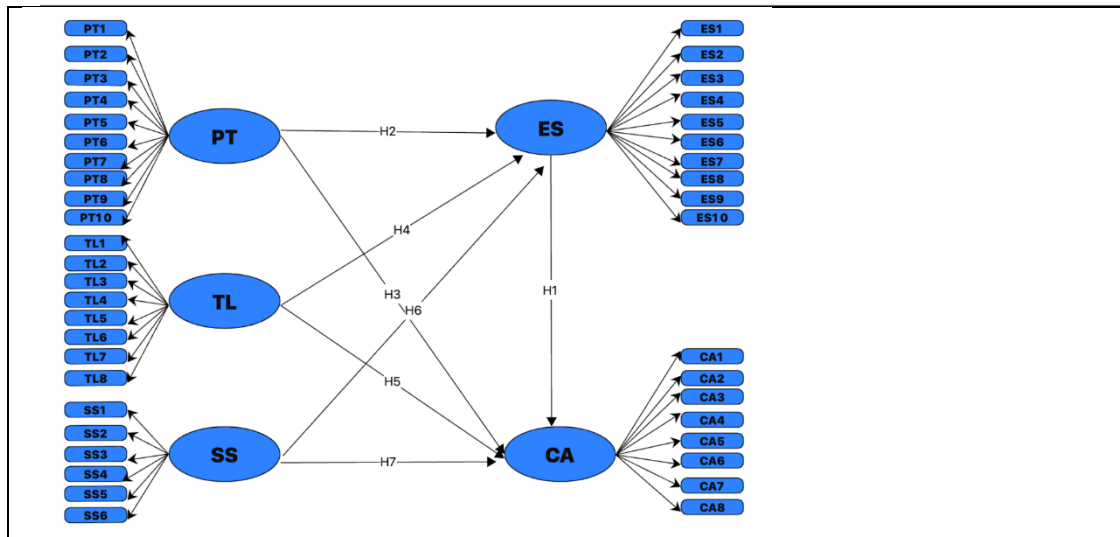 PT1
PT2
PT3
PT4
PT5
PT6
PT7
PT8
PT9
PT10
PT
TL1
TL2
TL3
TL4
TL5
TL6
TL7
TL8
TL
SS1
SS2
SS3
SS4
SS5
SS6
SS
H2
H4
H3
H6
H5
H7
H1
ES
ES1
ES2
ES3
ES4
ES5
ES6
ES7
ES8
ES9
ES10
CA
CA1
CA2
CA3
CA4
CA5
CA6
CA7
CA8